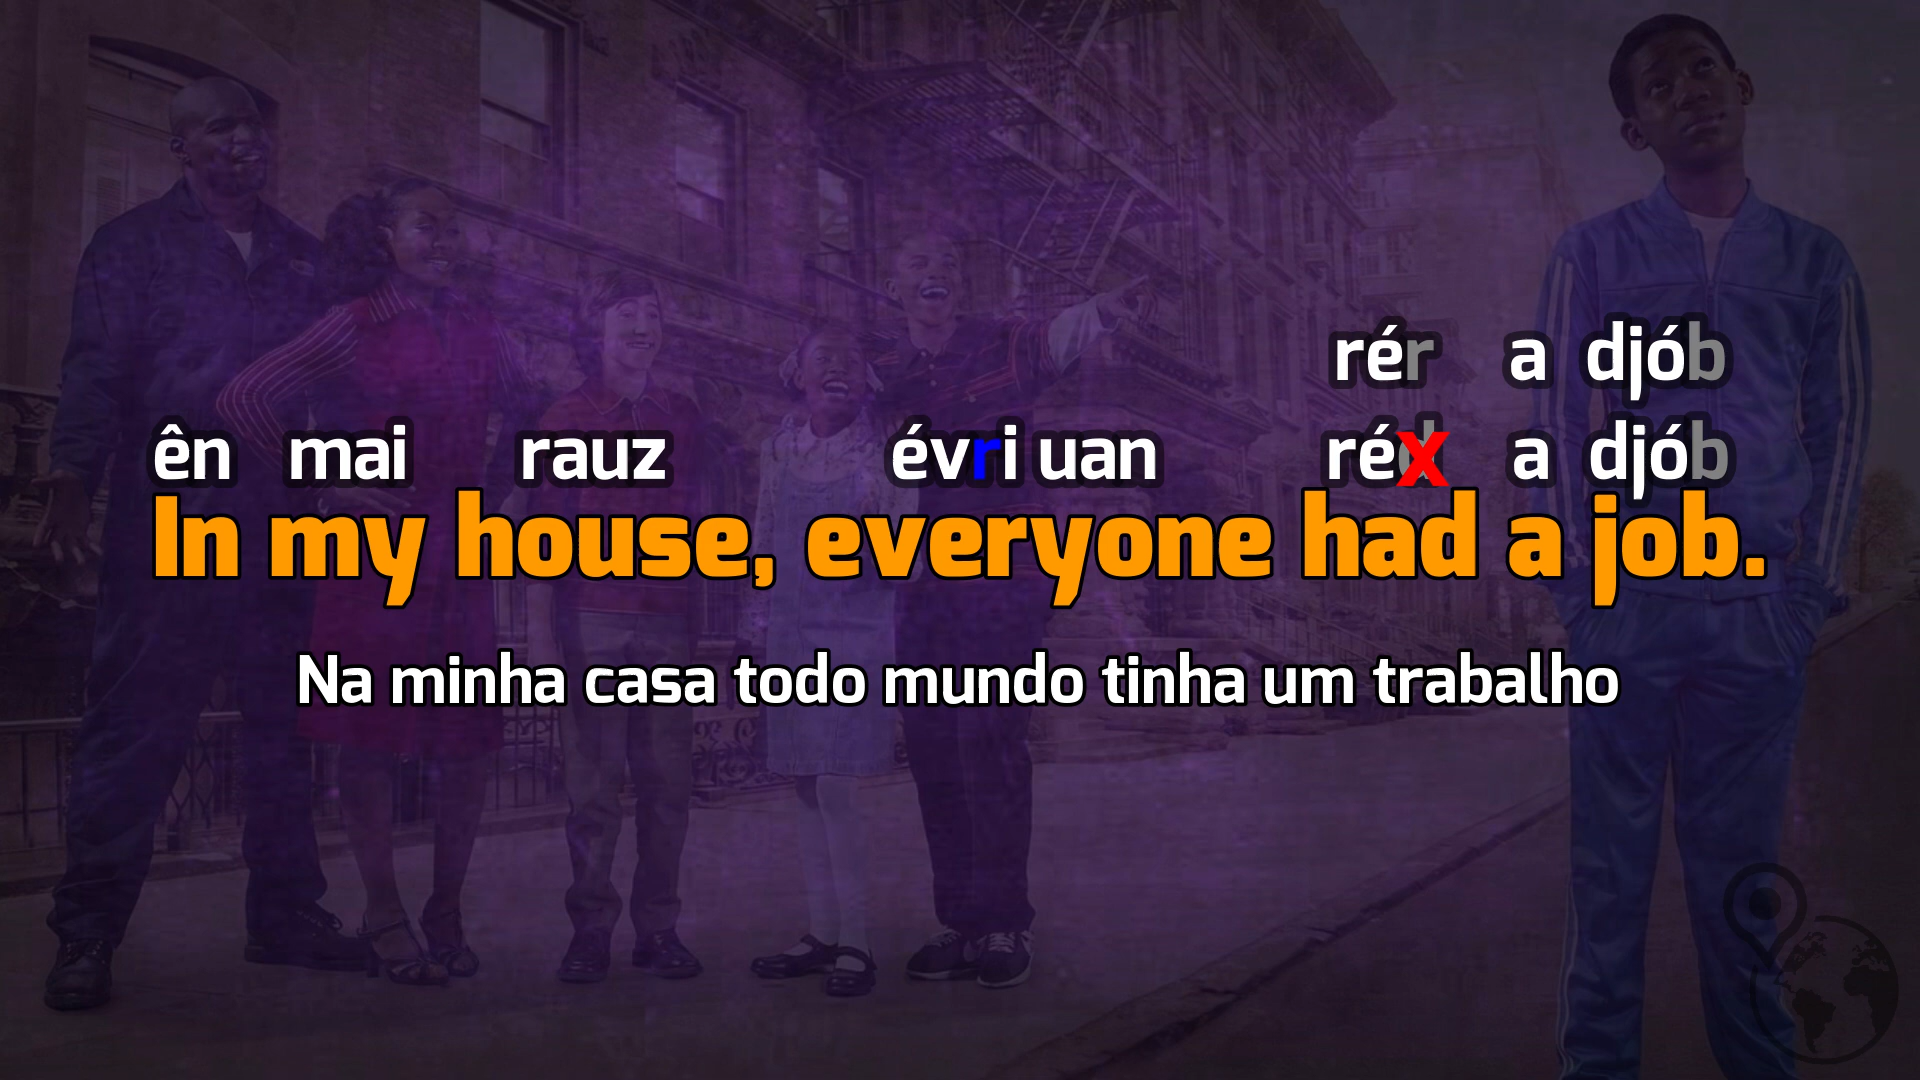 rér a djób
ên mai rauz évri uan réd a djób
In my house, everyone had a job.
Na minha casa todo mundo tinha um trabalho